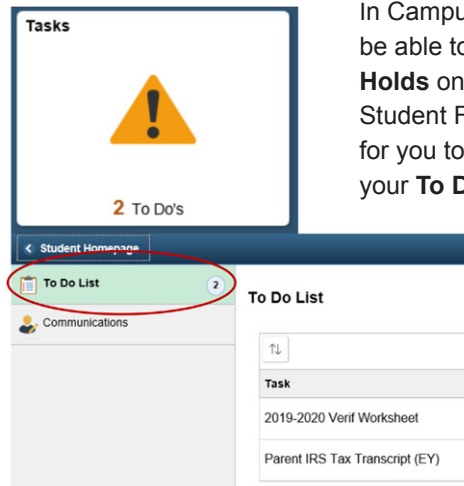 Tasks
2 To Do's
In
be able
Holds on
Student
for you to
your To
Student Homepage
To Do List 2
Communications
To Do List
Task
2019-2020 Verif Worksheet
Parent IRS Tax Transcript (EY)